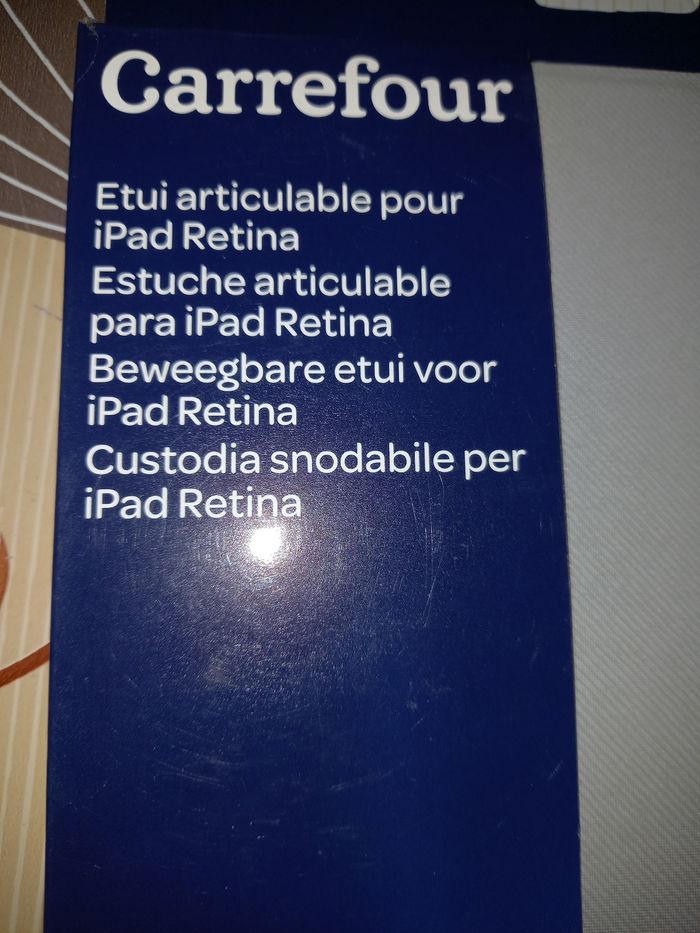 Carrefour
Etui articulable pour
iPad Retina
Estuche articulable
para iPad Retina
Beweegbare etui voor
iPad Retina
Custodia snodabile per
iPad Retina